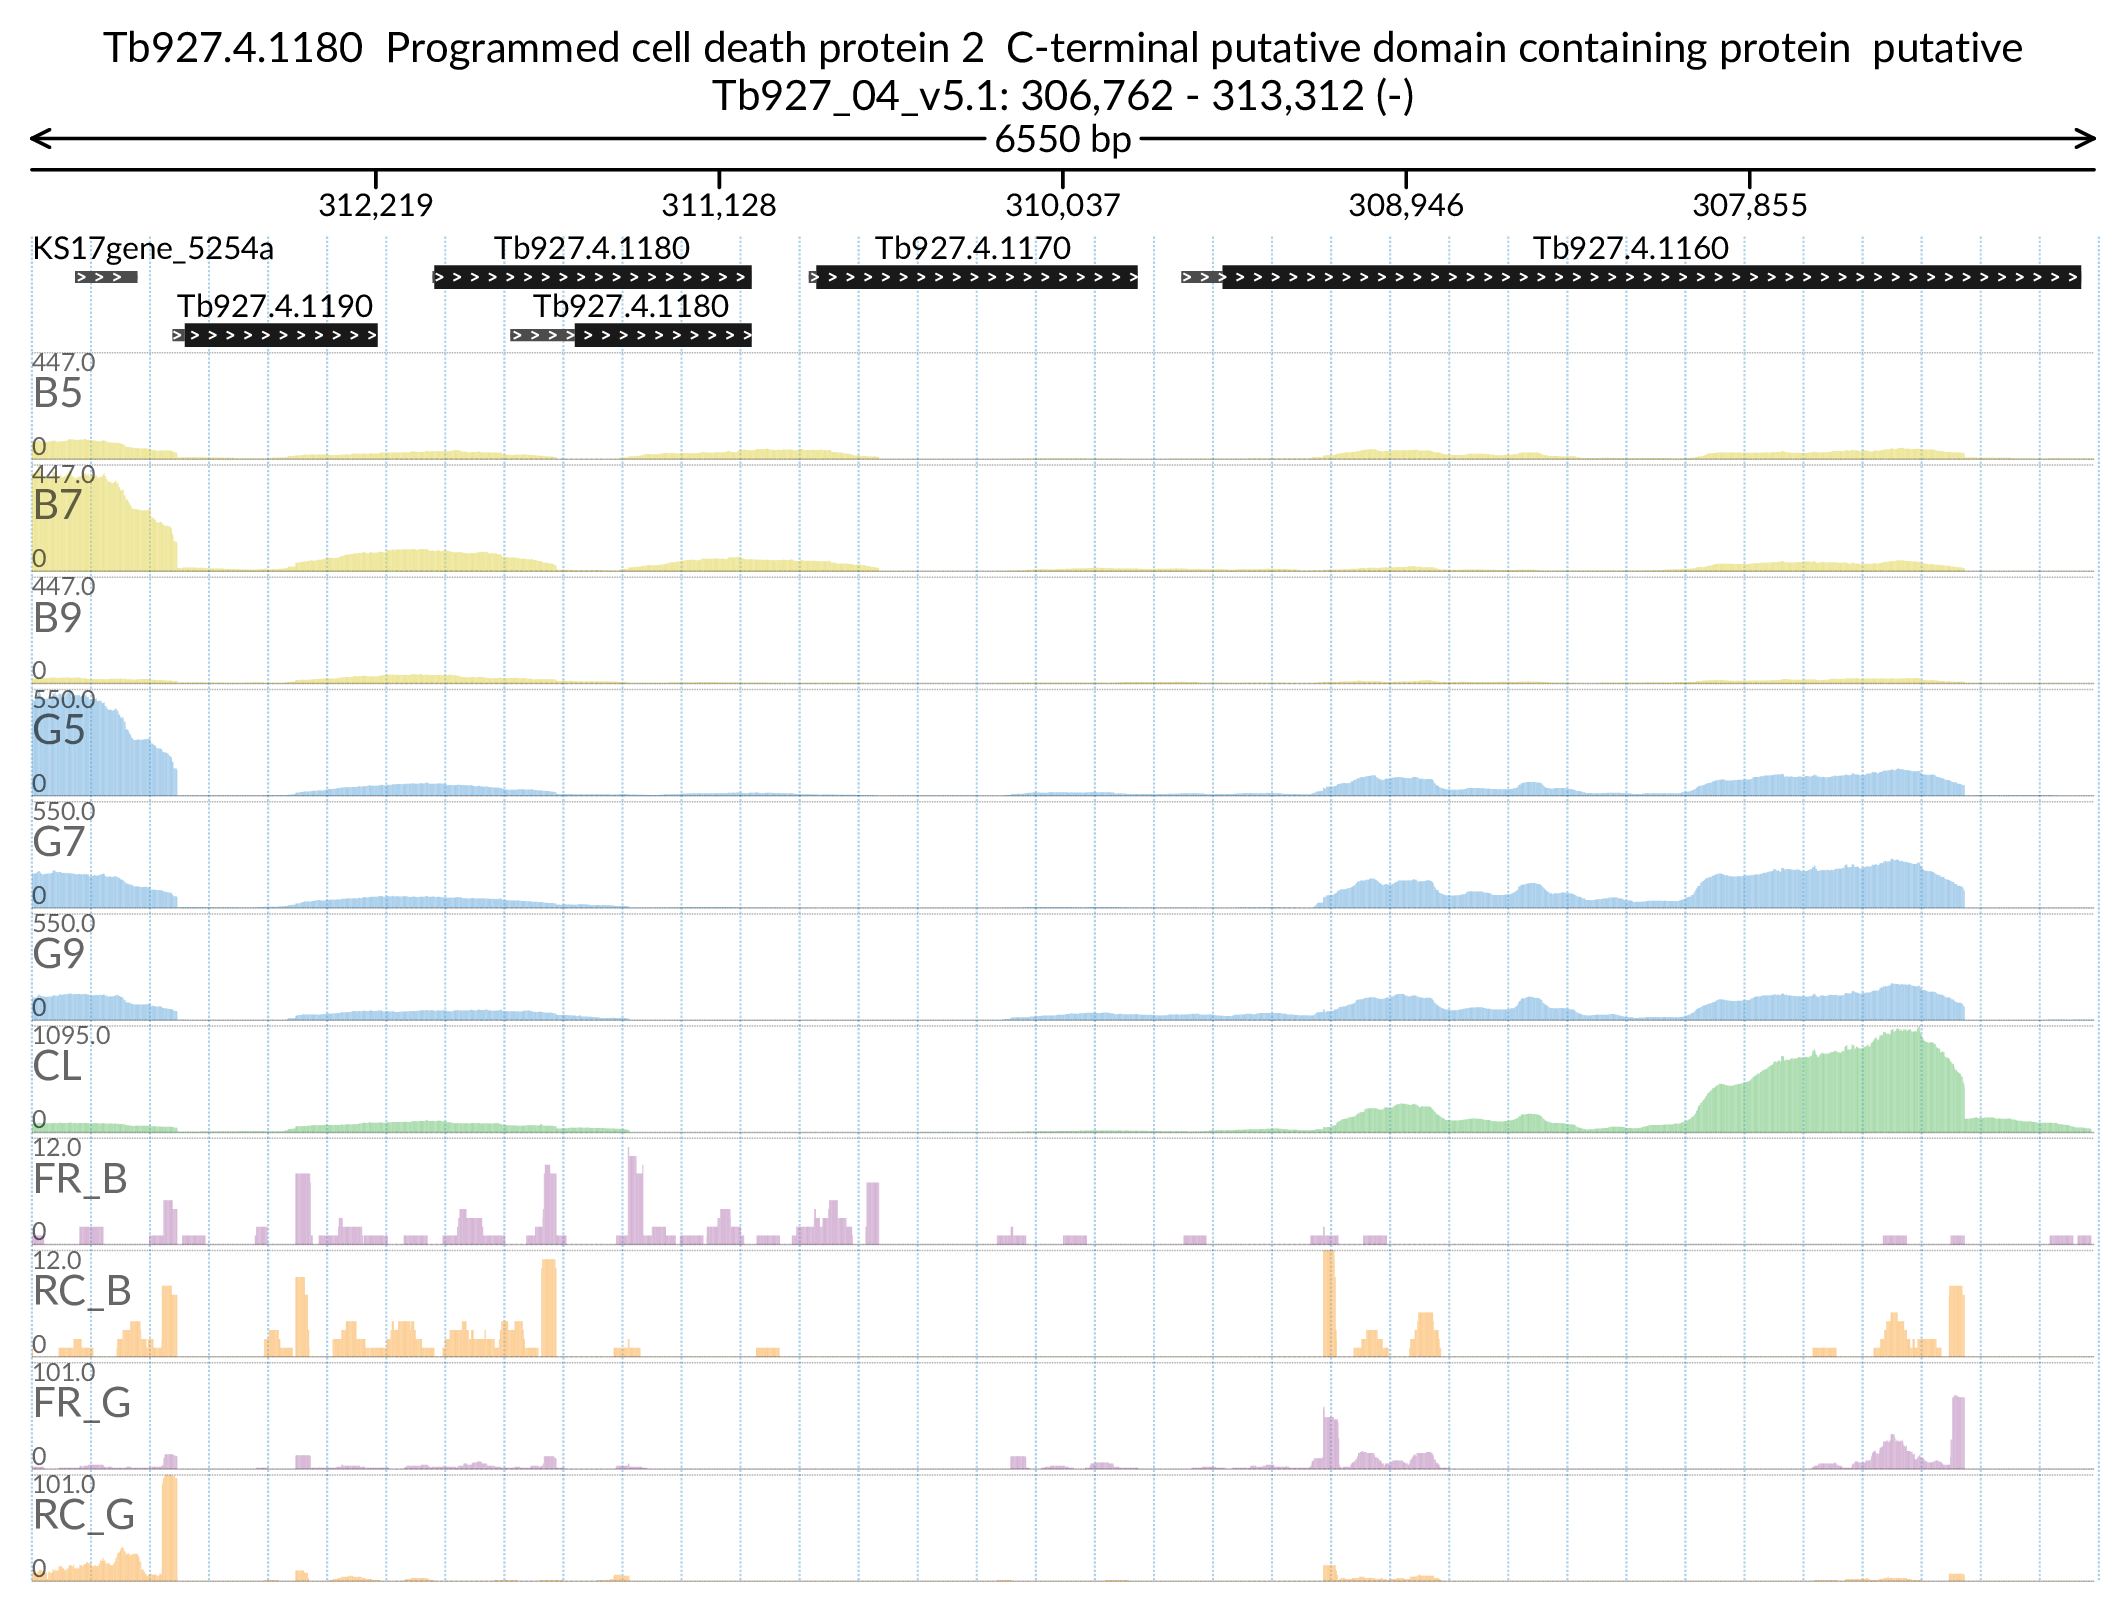 Tb927.4.1180  Programmed cell death protein 2  C-terminal putative domain containing protein  putative
Tb927_04_v5.1: 306,762 - 313,312 (-)
6550 bp
312,219 311,128 310,037 308,946 307,855
KS17gene_5254a Tb927.4.1180 Tb927.4.1170 Tb927.4.1160
Tb927.4.1190 Tb927.4.1180
447.0
B5
0
447.0
B7
0
447.0
B9
0
550.0
G5
0
550.0
G7
0
550.0
G9
0
1095.0
CL
0
12.0
FR_B
0
12.0
RC_B
0
101.0
FR_G
0
101.0
RC_G
0